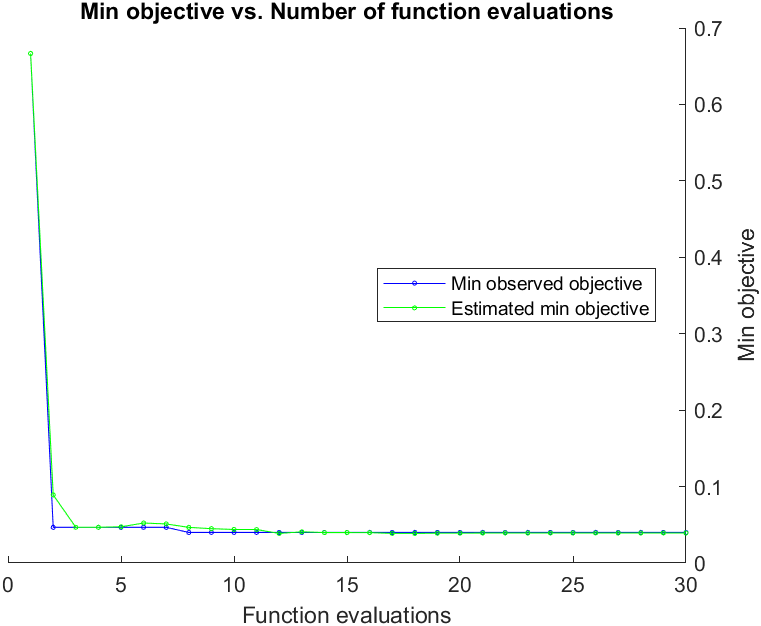 Min objective vs. Number of function evaluations
0.7
0.6
0.5
0.4
0.3
0.2
0.1
0
Min objective
Min observed objective
Estimated min objective
0 5 10 15 20 25 30
Function evaluations